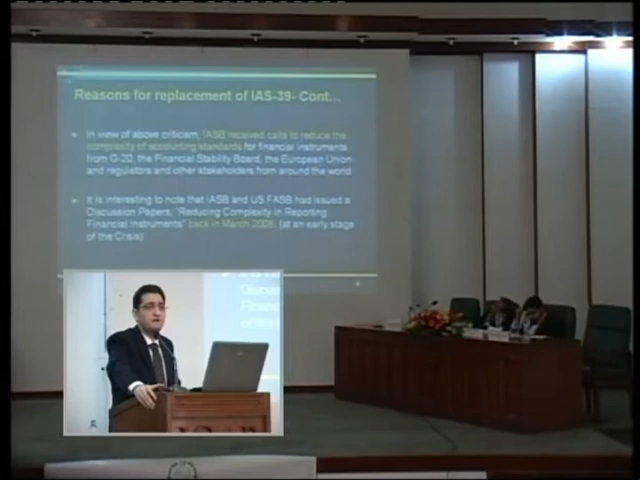 Reasons for replacement of IAS-39- Cont...
In view of above criticism, IASB received calls to reduce the
complexity of accounting standards for financial instruments
from G-20, the Financial Stability Board, the European Union
and regulators and other stakeholders from around the world
It is interesting to note that IASB and US FASB had issued a
Discussion Papers, "Reducing Complexity in Reporting
Financial Instruments" back in March 2008 (at an early stage
of the Crisis)
Discus
Financ